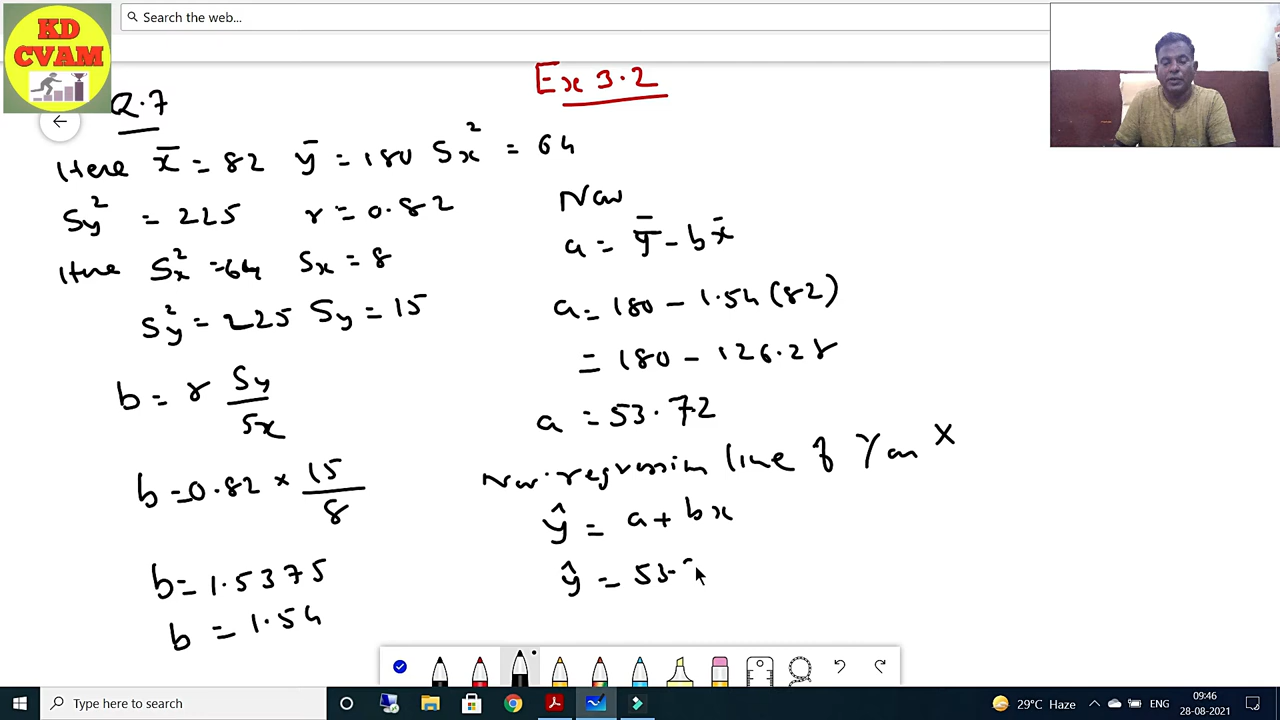 Search the web...
KD
CVAM
Ex 3.2
Q.7
Here x̄ = 82 ȳ = 180 Sx² = 64
Sy² = 225 r = 0.82
Here Sx² = 64 Sx = 8
Sy² = 225 Sy = 15
b = r Sy/Sx
b = 0.82 × 15/8
b = 1.5375
b = 1.54
Now
a = ȳ - bx̄
a = 180 - 1.54 (82)
= 180 - 126.28
a = 53.72
Now regression line of Y on X
ŷ = a + bx
ŷ = 53.
Type here to search
29°C Haze
ENG
09:46
28-08-2021